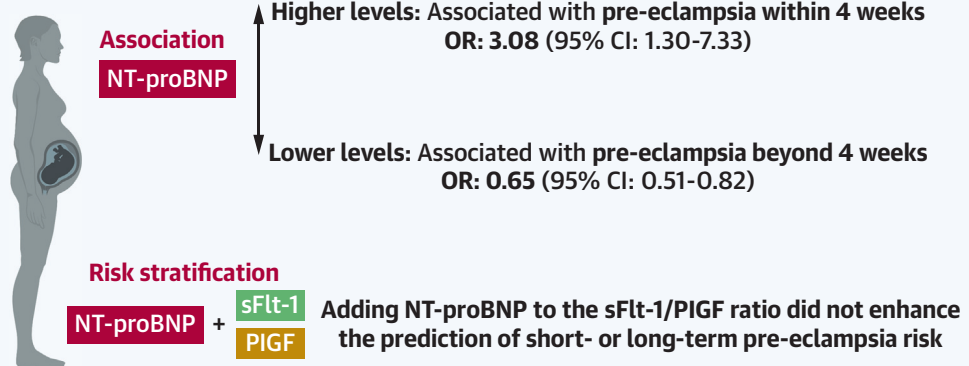 Higher levels: Associated with pre-eclampsia within 4 weeks
OR: 3.08 (95% CI: 1.30-7.33)
Association
NT-proBNP
Lower levels: Associated with pre-eclampsia beyond 4 weeks
OR: 0.65 (95% CI: 0.51-0.82)
Risk stratification
NT-proBNP + sFlt-1
PlGF
Adding NT-proBNP to the sFlt-1/PlGF ratio did not enhance
the prediction of short- or long-term pre-eclampsia risk